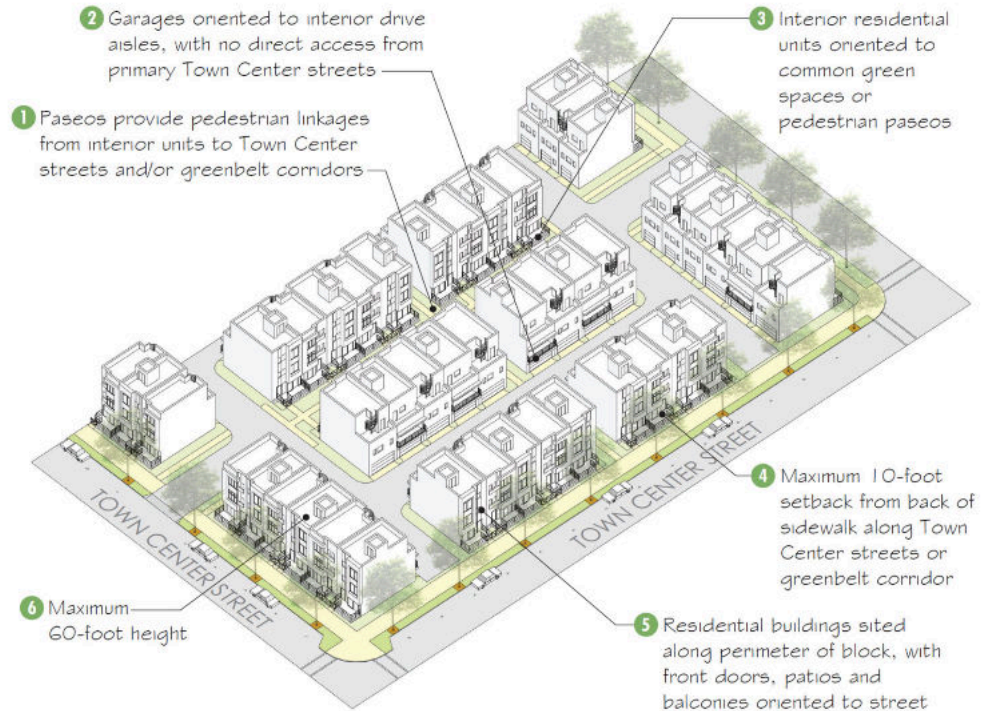 2 Garages oriented to interior drive
aisles, with no direct access from
primary Town Center streets
3 Interior residential
units oriented to
common green
spaces or
pedestrian paseos
1 Paseos provide pedestrian linkages
from interior units to Town Center
streets and/or greenbelt corridors
TOWN CENTER STREET
TOWN CENTER STREET
4 Maximum 10-foot
setback from back of
sidewalk along Town
Center streets or
greenbelt corridor
6 Maximum
60-foot height
5 Residential buildings sited
along perimeter of block, with
front doors, patios and
balconies oriented to street